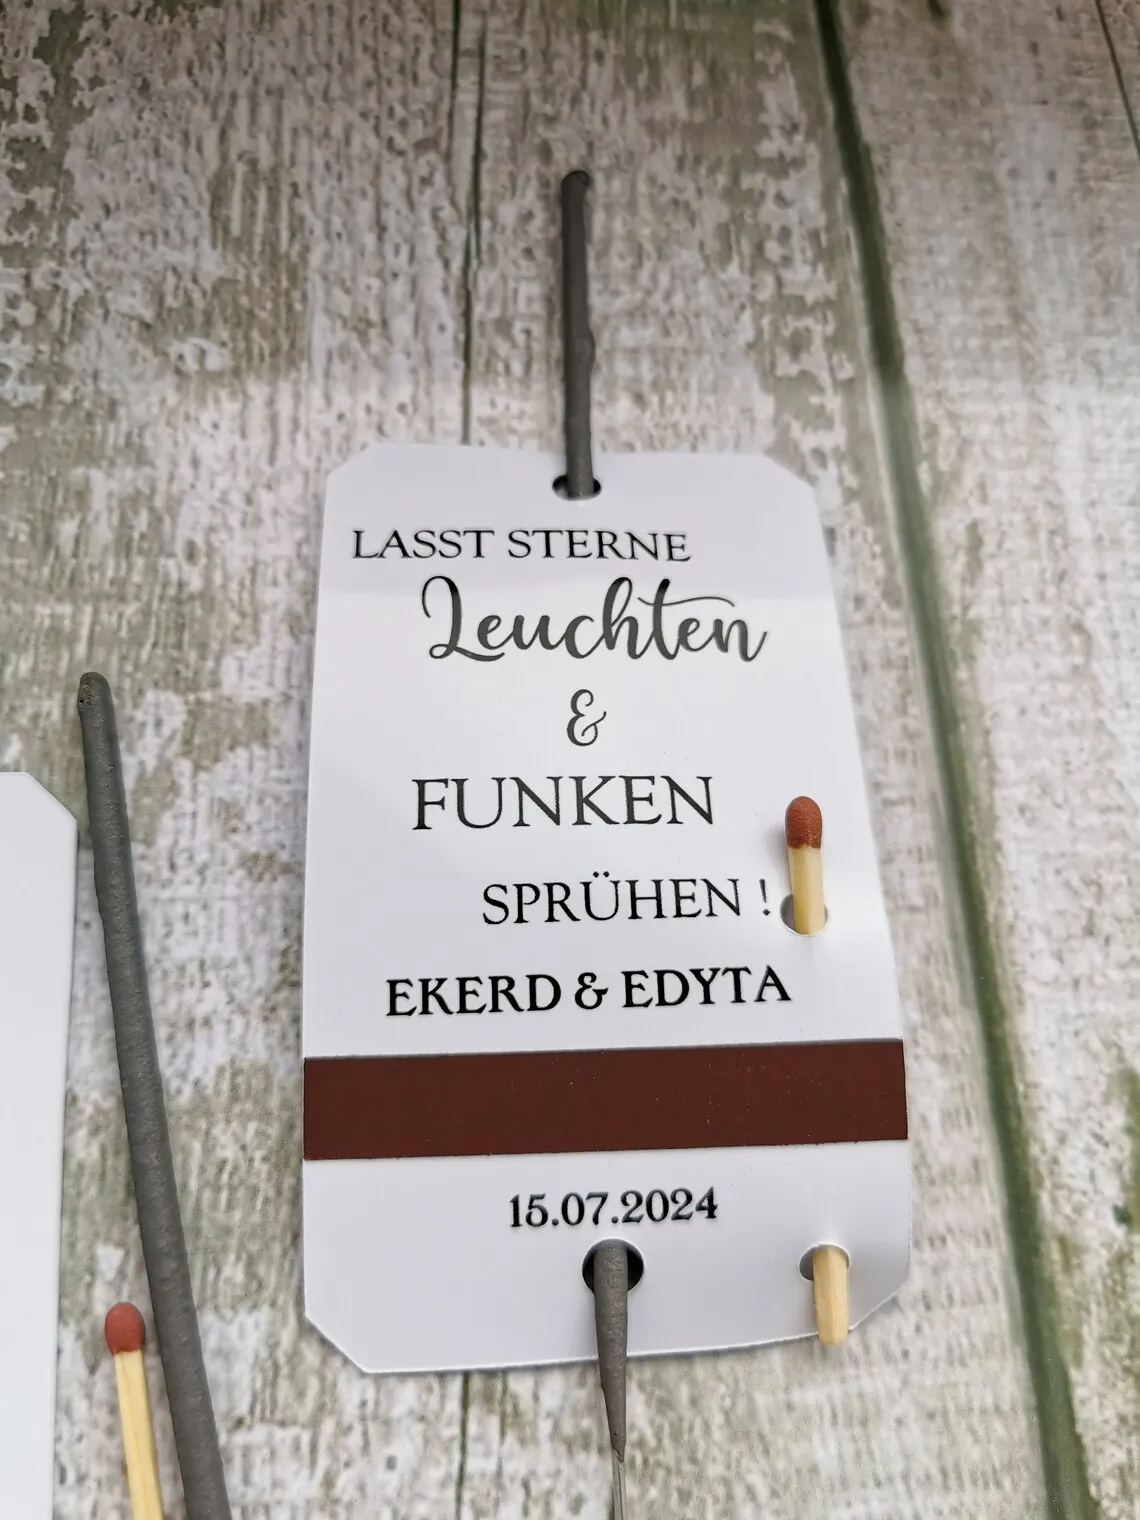 LASST STERNE
Leuchten
&
FUNKEN
SPRÜHEN !
EKERD & EDYTA
15.07.2024